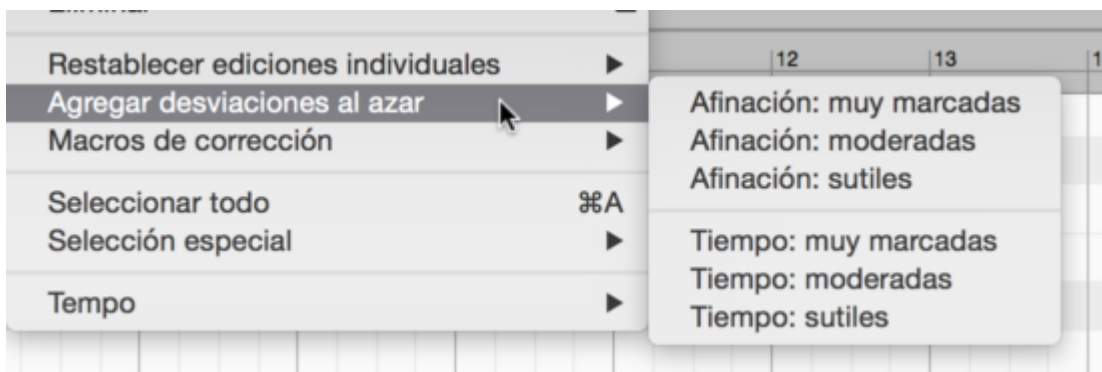 12
13
Restablecer ediciones individuales
Agregar desviaciones al azar
Macros de corrección
Seleccionar todo ⌘A
Selección especial
Tempo
Afinación: muy marcadas
Afinación: moderadas
Afinación: sutiles
Tiempo: muy marcadas
Tiempo: moderadas
Tiempo: sutiles